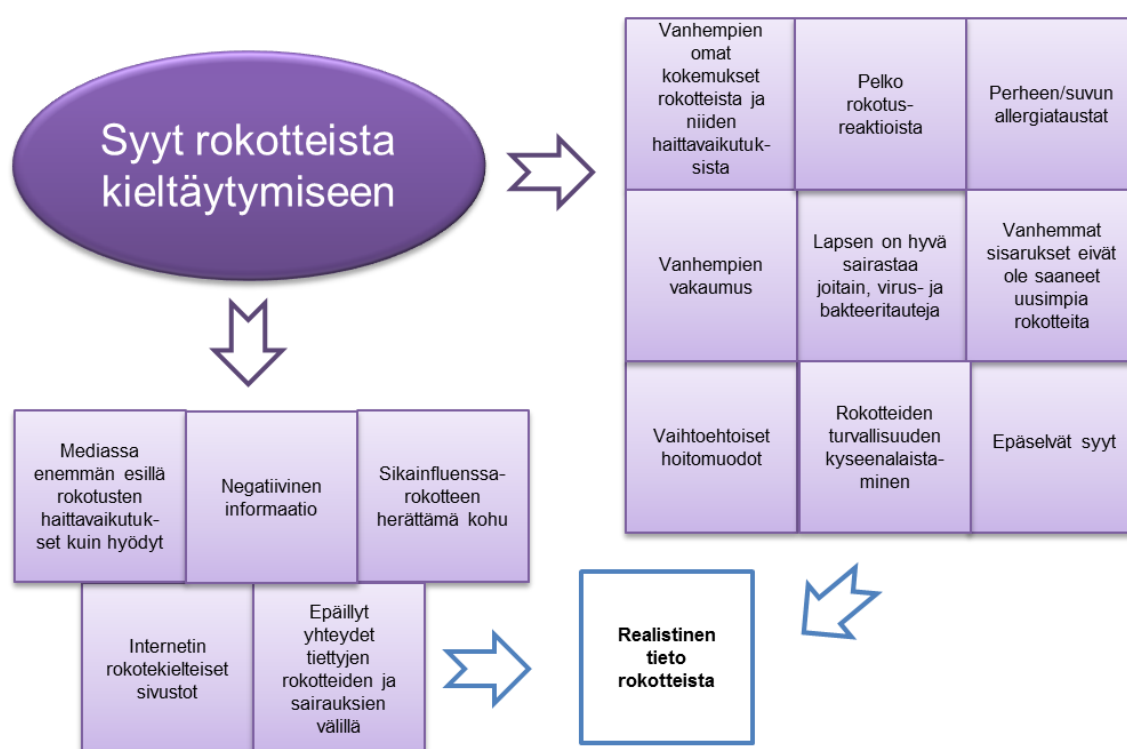 Syyt rokotteista
kieltäytymiseen
Vanhempien
omat
kokemukset
rokotteista ja
niiden
haittavaikutuk-
sista
Pelko
rokotus-
reaktioista
Perheen/suvun
allergiataustat
Vanhempien
vakaumus
Lapsen on hyvä
sairastaa
joitain, virus- ja
bakteeritauteja
Vanhemmat
sisarukset eivät
ole saaneet
uusimpia
rokotteita
Vaihtoehtoiset
hoitomuodot
Rokotteiden
turvallisuuden
kyseenalaista-
minen
Epäselvät syyt
Mediassa
enemmän esillä
rokotusten
haittavaikutuk-
set kuin hyödyt
Negatiivinen
informaatio
Sikainfluenssa-
rokotteen
herättämä kohu
Internetin
rokotekielteiset
sivustot
Epäillyt
yhteydet
tiettyjen
rokotteiden ja
sairauksien
välillä
Realistinen
tieto
rokotteista